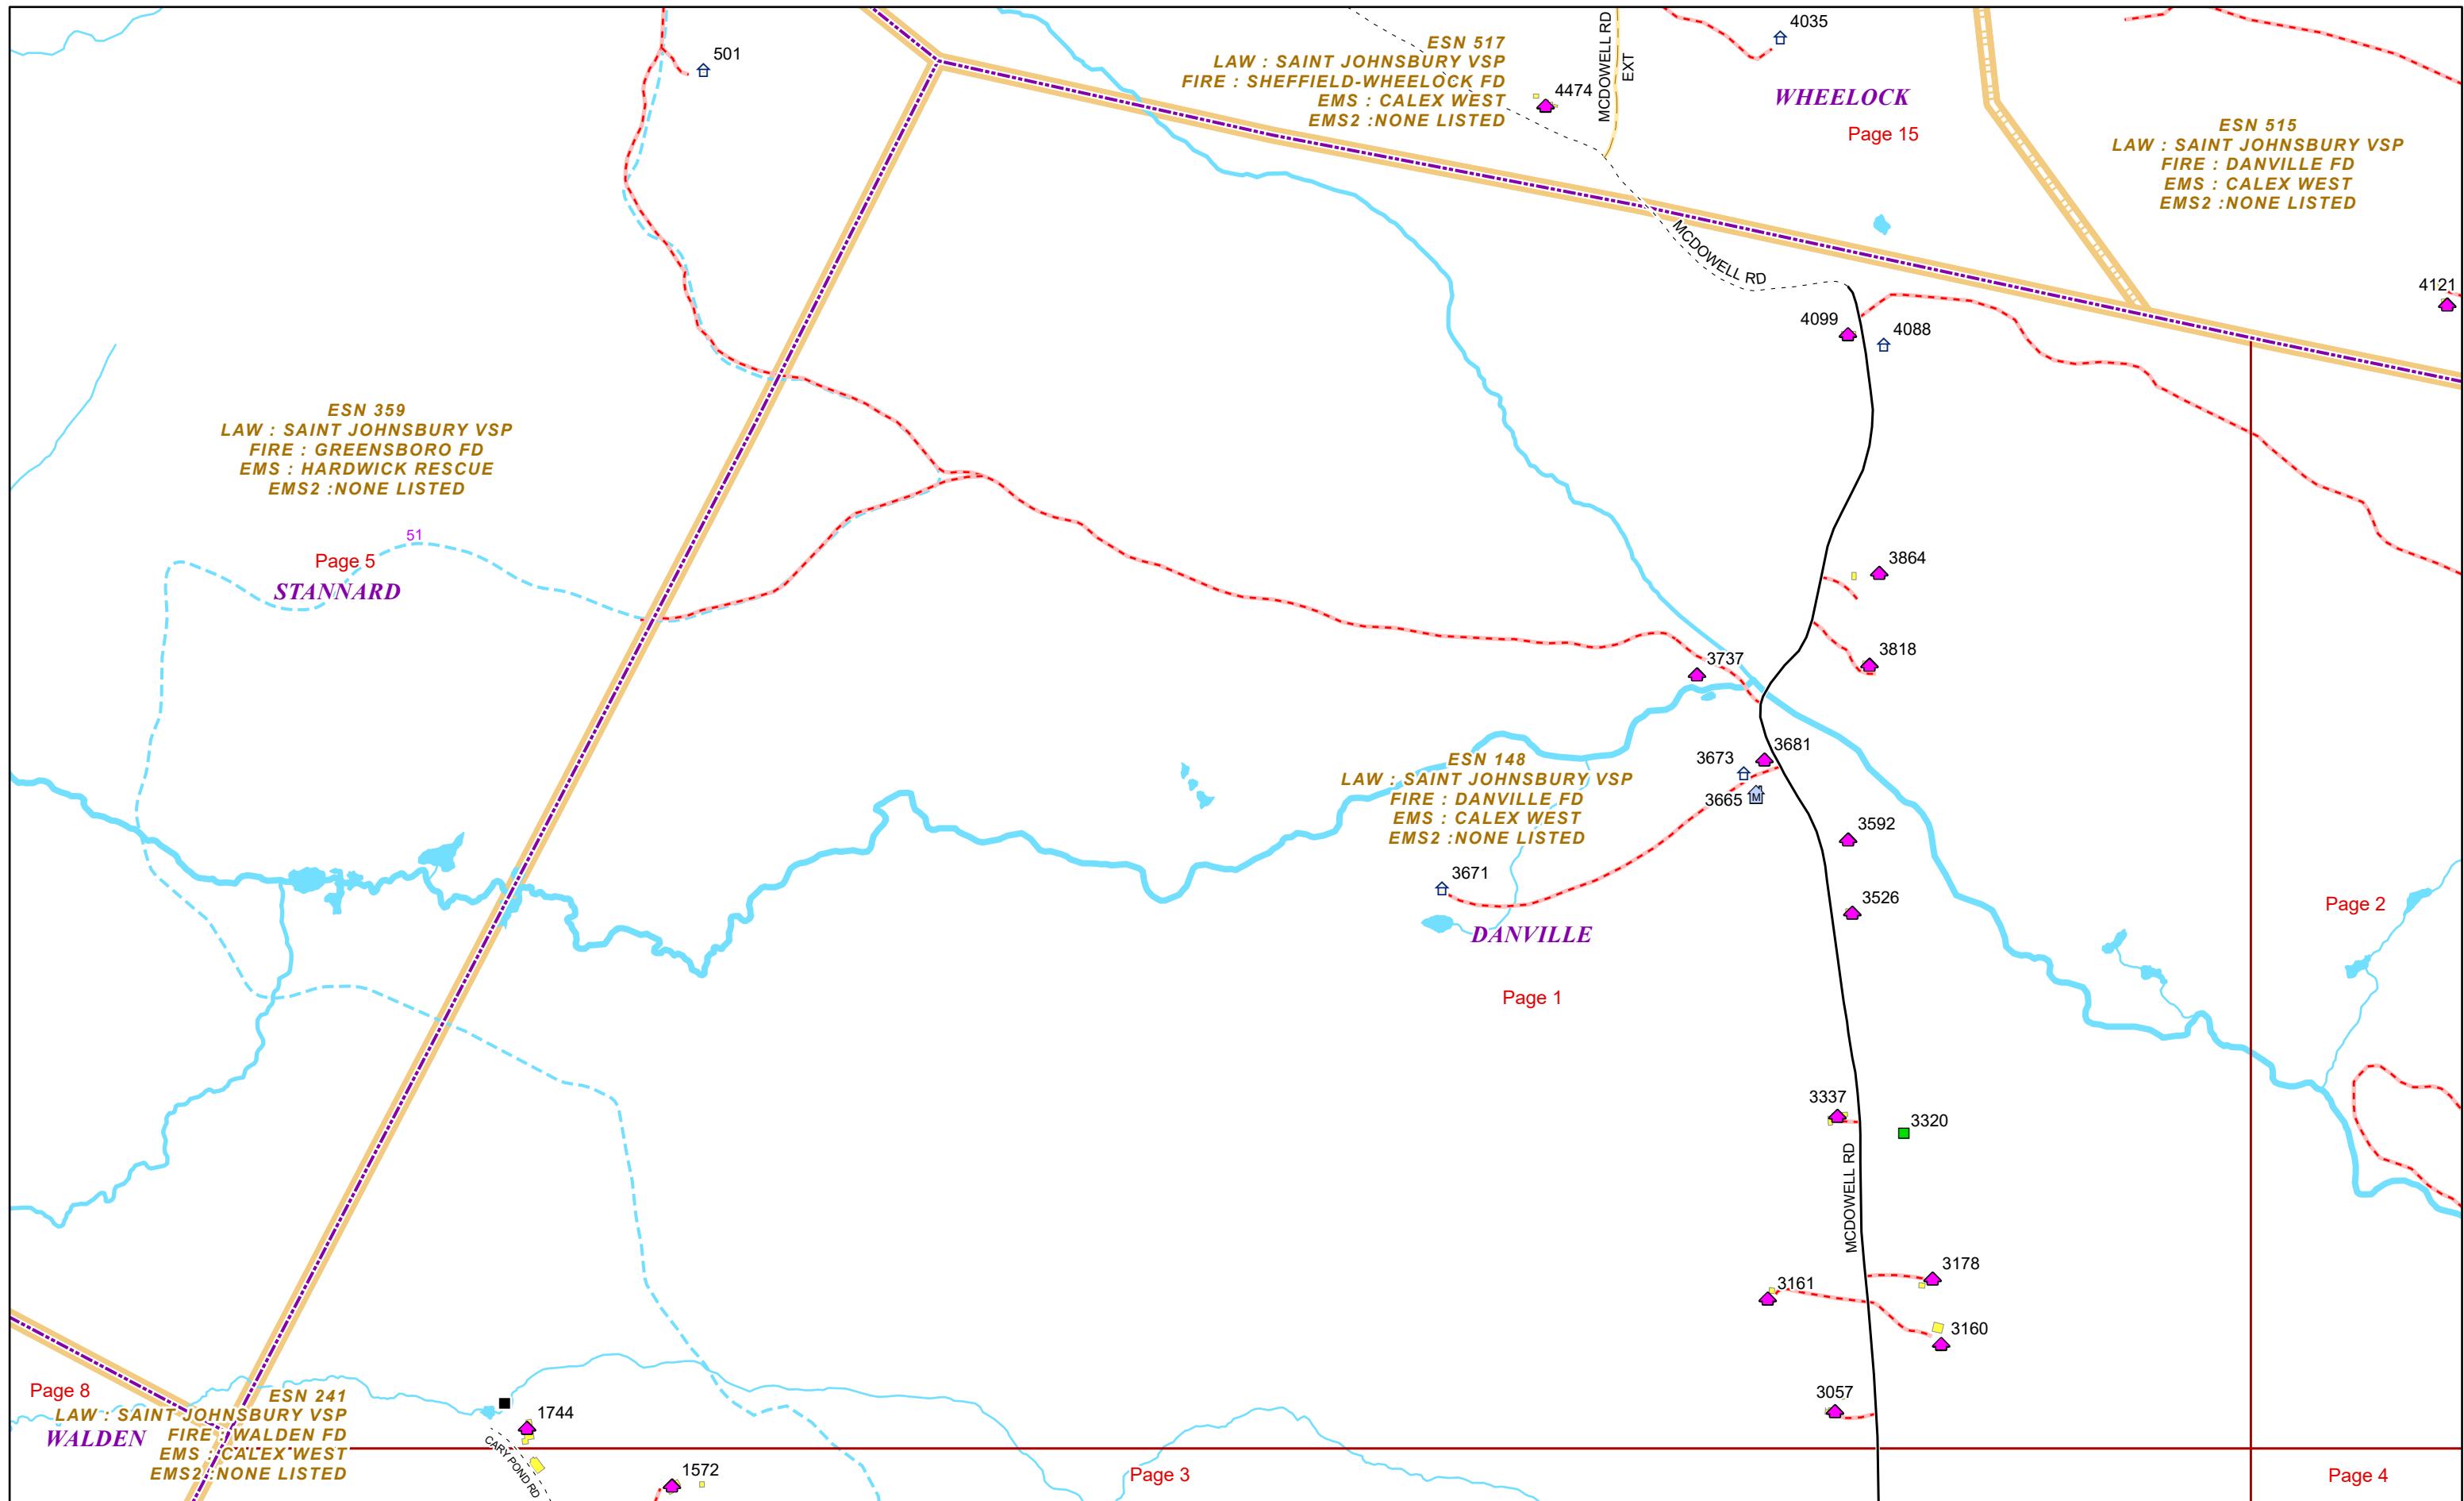 4035
ESN 517
LAW : SAINT JOHNSBURY VSP
FIRE : SHEFFIELD-WHEELOCK FD
EMS : CALEX WEST
EMS2 :NONE LISTED
501
MCDOWELL RD
EXT
4474
WHEELOCK
Page 15
ESN 515
LAW : SAINT JOHNSBURY VSP
FIRE : DANVILLE FD
EMS : CALEX WEST
EMS2 :NONE LISTED
MCDOWELL RD
4121
4099
4088
ESN 359
LAW : SAINT JOHNSBURY VSP
FIRE : GREENSBORO FD
EMS : HARDWICK RESCUE
EMS2 :NONE LISTED
51
Page 5
STANNARD
3864
3818
3737
3681
3673
3665
ESN 148
LAW : SAINT JOHNSBURY VSP
FIRE : DANVILLE FD
EMS : CALEX WEST
EMS2 :NONE LISTED
3592
3671
3526
Page 2
DANVILLE
Page 1
3337
3320
MCDOWELL RD
3178
3161
3160
Page 8
ESN 241
LAW : SAINT JOHNSBURY VSP
FIRE : WALDEN FD
EMS : CALEX WEST
EMS2 :NONE LISTED
WALDEN
3057
1744
CARY POND RD
1572
Page 3
Page 4
M